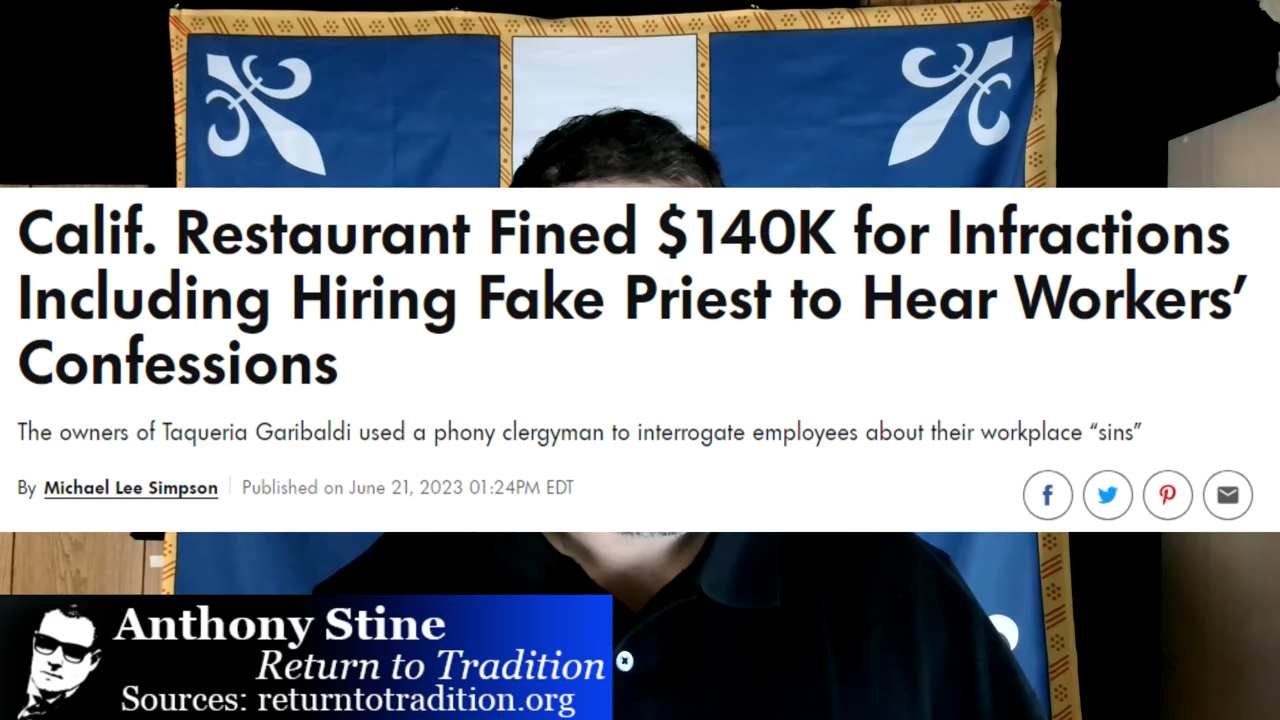 Calif. Restaurant Fined $140K for Infractions
Including Hiring Fake Priest to Hear Workers’
Confessions
The owners of Taqueria Garibaldi used a phony clergyman to interrogate employees about their workplace “sins”
By Michael Lee Simpson Published on June 21, 2023 01:24PM EDT
Anthony Stine
Return to Tradition
Sources: returntotradition.org